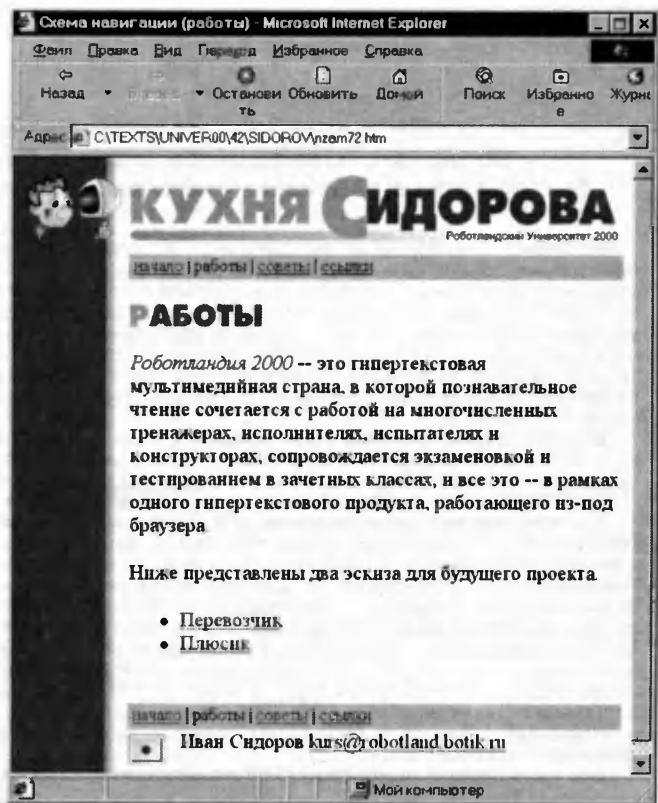 Схема навигации (работы) - Microsoft Internet Explorer
Файл Правка Вид Переход Избранное Справка
Назад Останови Обновить Домой Поиск Избранно Журн
ть е
Адрес C:\TEXTS\UNIVER00\42\SIDOROV\nzam72.htm
КУХНЯ СИДОРОВА
Роботландский Университет 2000
начало | работы | советы | ссылки
РАБОТЫ
Роботландия 2000 -- это гипертекстовая
мультимедийная страна, в которой познавательное
чтение сочетается с работой на многочисленных
тренажерах, исполнителях, испытателях и
конструкторах, сопровождается экзаменовкой и
тестированием в зачетных классах, и все это -- в рамках
одного гипертекстового продукта, работающего из-под
браузера.
Ниже представлены два эскиза для будущего проекта.
• Перевозчик
• Плюсик
начало | работы | советы | ссылки
Иван Сидоров kurs@robotland.botik.ru
Мой компьютер